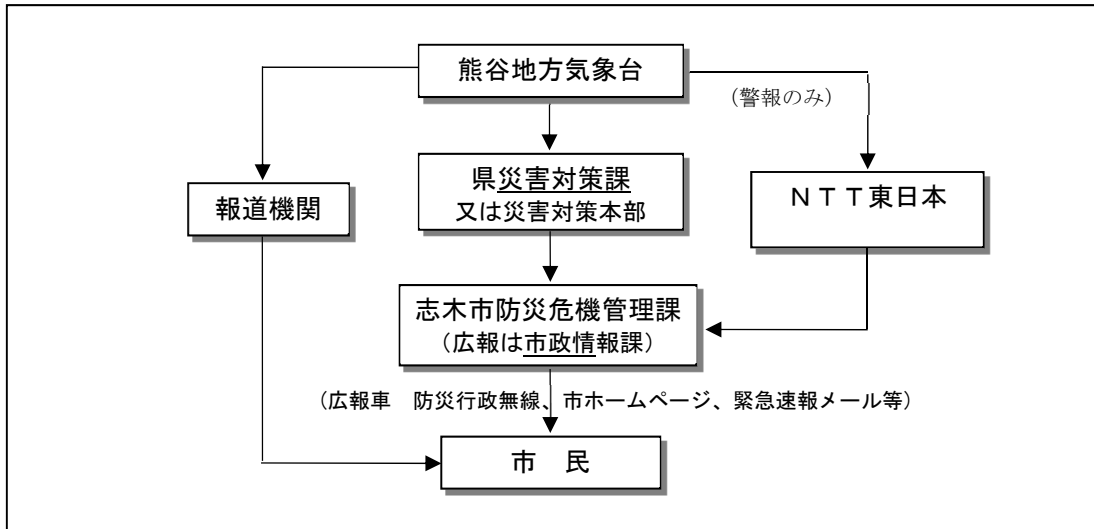 熊谷地方気象台
（警報のみ）
報道機関
県災害対策課
又は災害対策本部
ＮＴＴ東日本
志木市防災危機管理課
（広報は市政情報課）
（広報車　防災行政無線、市ホームページ、緊急速報メール等）
市　民